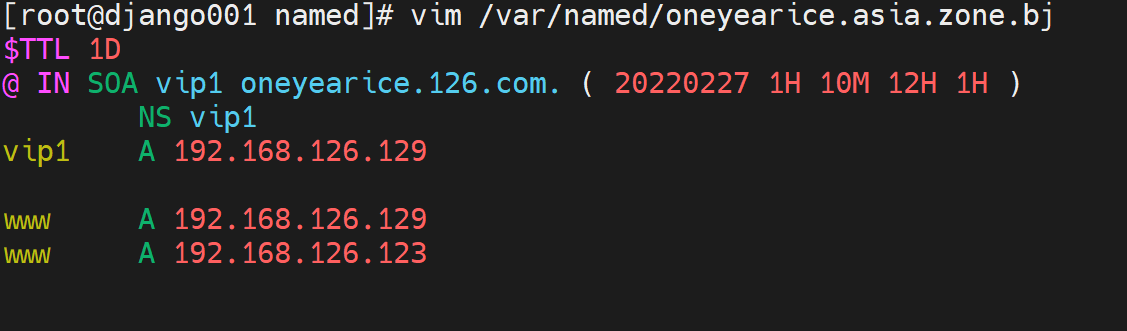 [root@django001 named]# vim /var/named/oneyearice.asia.zone.bj
$TTL 1D
@ IN SOA vip1 oneyearice.126.com. ( 20220227 1H 10M 12H 1H )
        NS vip1
vip1    A 192.168.126.129
www     A 192.168.126.129
www     A 192.168.126.123